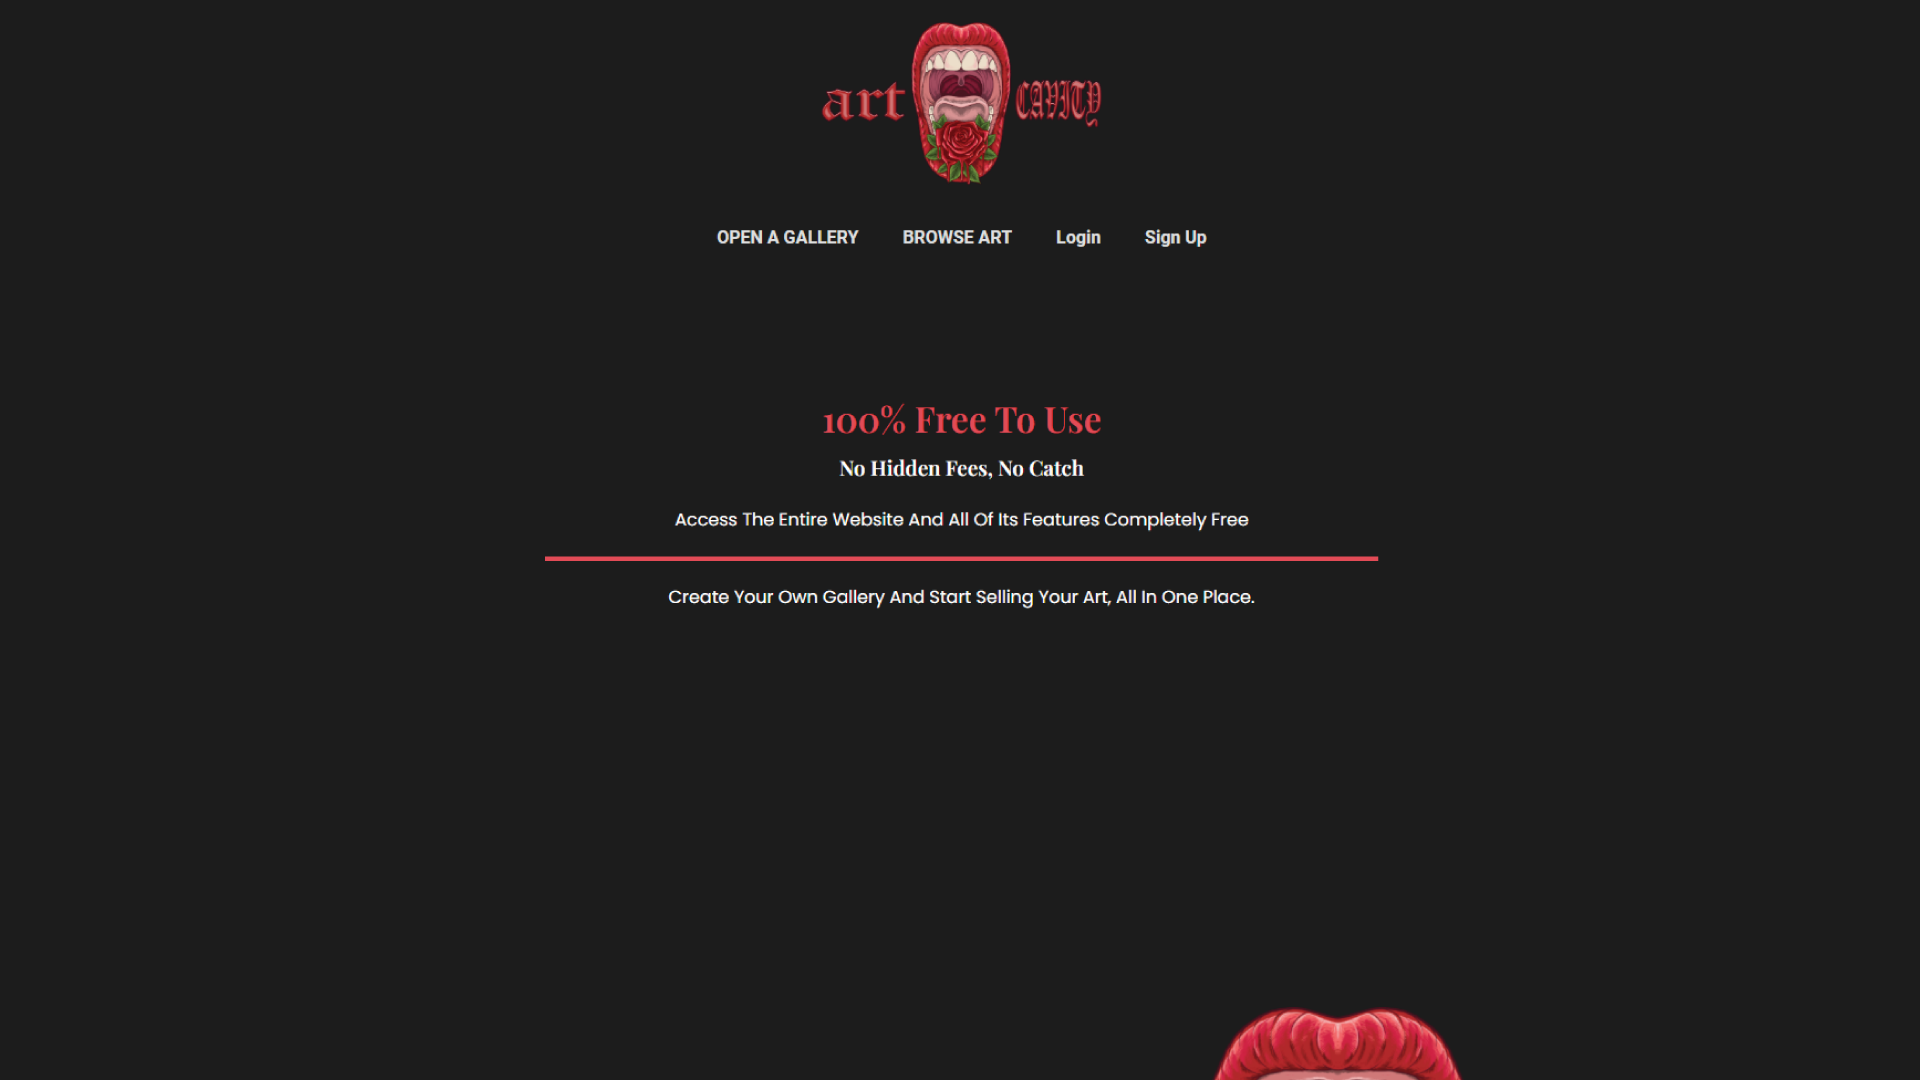 art CAVITY
OPEN A GALLERY BROWSE ART Login Sign Up
100% Free To Use
No Hidden Fees, No Catch
Access The Entire Website And All Of Its Features Completely Free
Create Your Own Gallery And Start Selling Your Art, All In One Place.